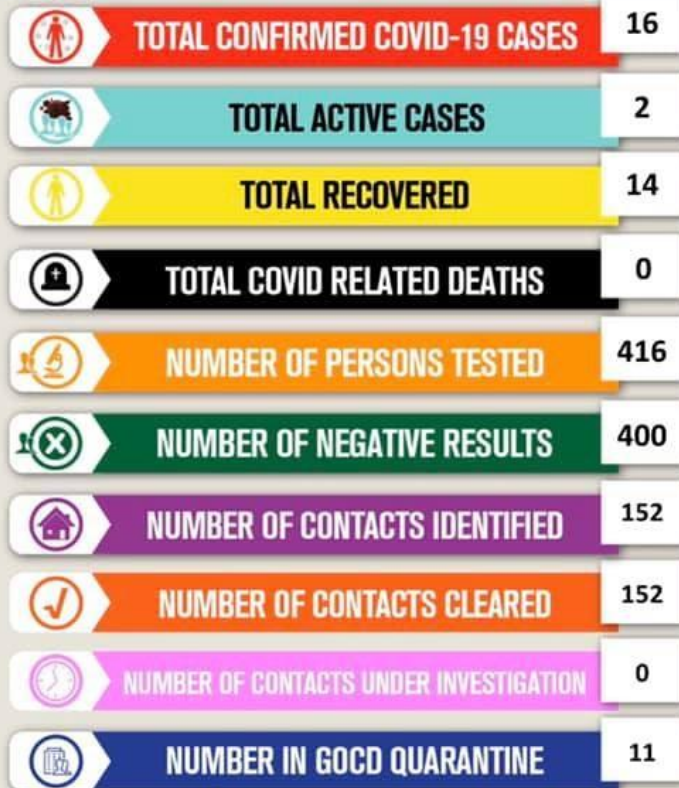 TOTAL CONFIRMED COVID-19 CASES 16
TOTAL ACTIVE CASES 2
TOTAL RECOVERED 14
TOTAL COVID RELATED DEATHS 0
NUMBER OF PERSONS TESTED 416
NUMBER OF NEGATIVE RESULTS 400
NUMBER OF CONTACTS IDENTIFIED 152
NUMBER OF CONTACTS CLEARED 152
NUMBER OF CONTACTS UNDER INVESTIGATION 0
NUMBER IN GOCD QUARANTINE 11